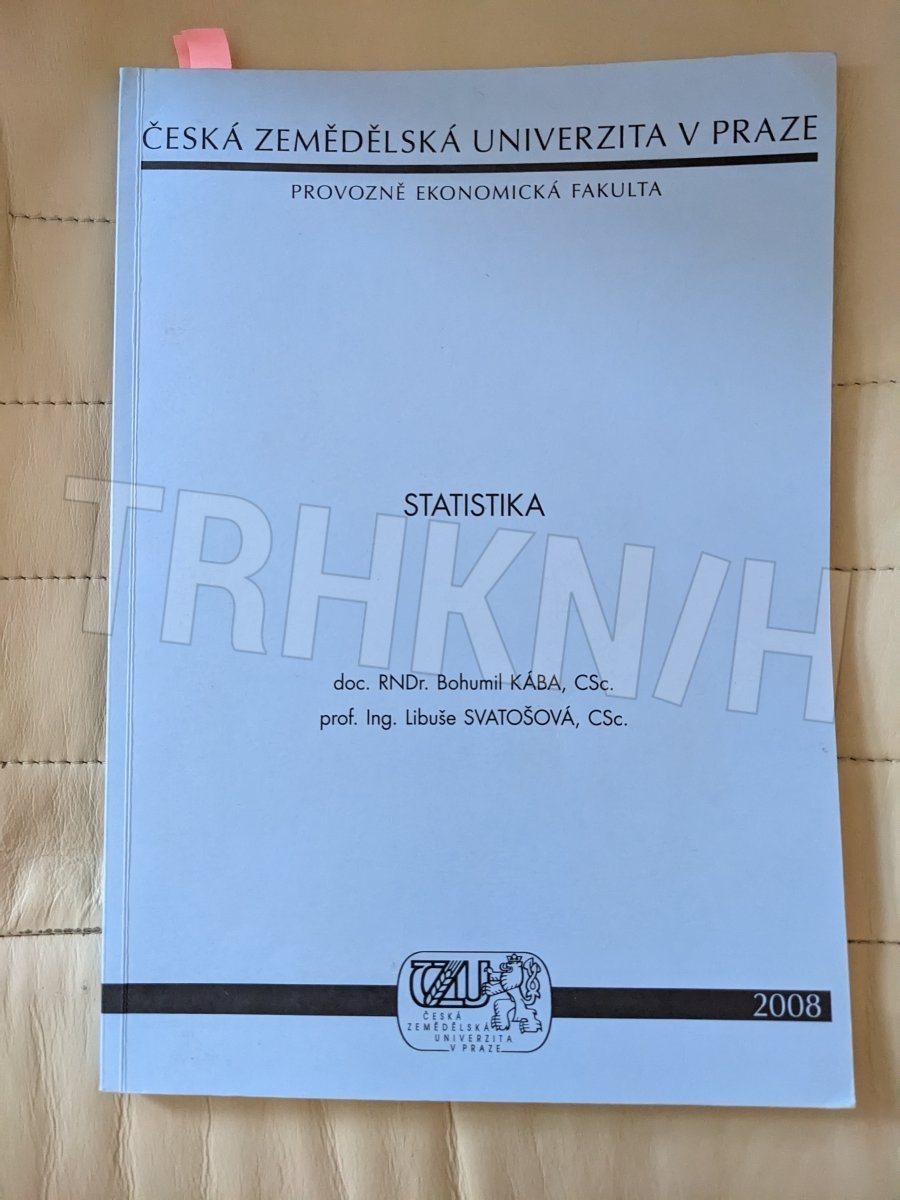 ČESKÁ ZEMĚDĚLSKÁ UNIVERZITA V PRAZE
PROVOZNĚ EKONOMICKÁ FAKULTA
STATISTIKA
TRHKNIH
doc. RNDr. Bohumil KÁBA, CSc.
prof. Ing. Libuše SVATOŠOVÁ, CSc.
ČZU
ČESKÁ
ZEMĚDĚLSKÁ
UNIVERZITA
V PRAZE
2008